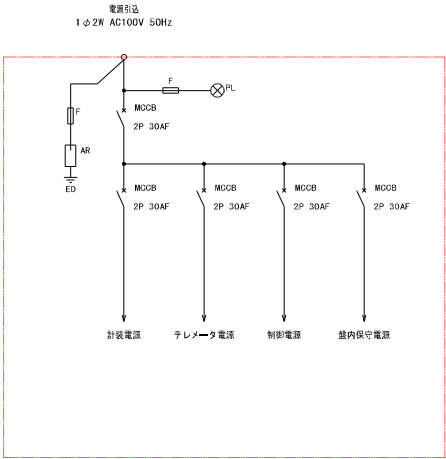 電源引込
1φ2W AC100V 50Hz
F
PL
F
MCCB
2P 30AF
AR
ED
MCCB
2P 30AF
MCCB
2P 30AF
MCCB
2P 30AF
MCCB
2P 30AF
計装電源
テレメータ電源
制御電源
盤内保守電源